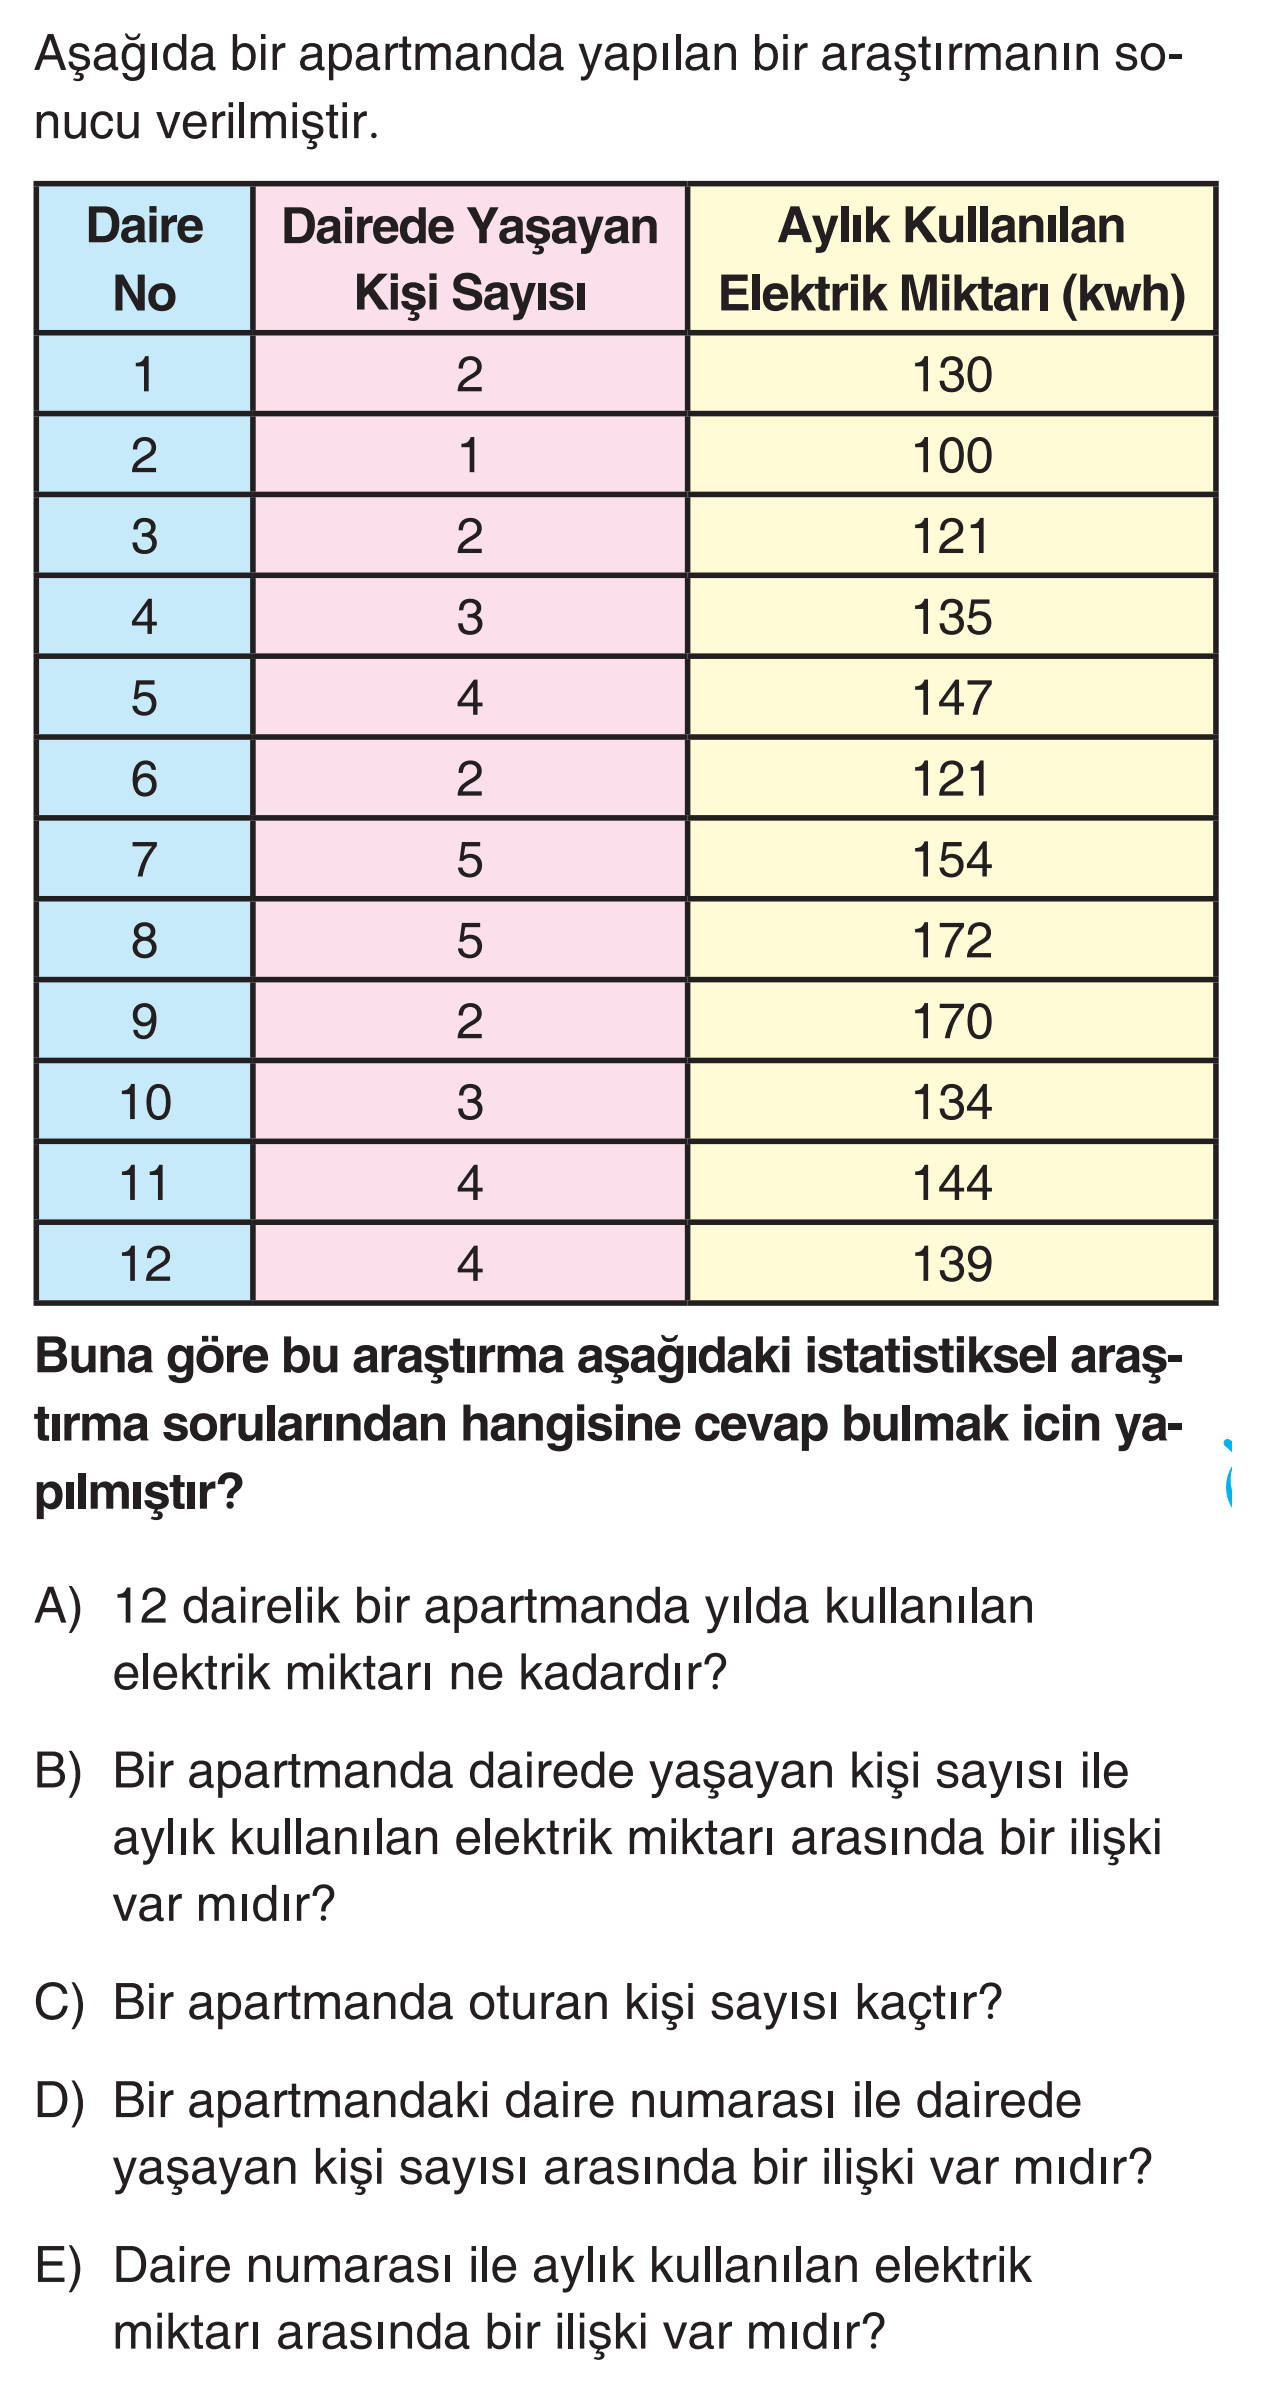 Aşağıda bir apartmanda yapılan bir araştırmanın so-
nucu verilmiştir.
Daire No	Dairede Yaşayan Kişi Sayısı	Aylık Kullanılan Elektrik Miktarı (kwh)
1	2	130
2	1	100
3	2	121
4	3	135
5	4	147
6	2	121
7	5	154
8	5	172
9	2	170
10	3	134
11	4	144
12	4	139
Buna göre bu araştırma aşağıdaki istatistiksel araş-
tırma sorularından hangisine cevap bulmak icin ya-
pılmıştır?
A) 12 dairelik bir apartmanda yılda kullanılan
elektrik miktarı ne kadardır?
B) Bir apartmanda dairede yaşayan kişi sayısı ile
aylık kullanılan elektrik miktarı arasında bir ilişki
var mıdır?
C) Bir apartmanda oturan kişi sayısı kaçtır?
D) Bir apartmandaki daire numarası ile dairede
yaşayan kişi sayısı arasında bir ilişki var mıdır?
E) Daire numarası ile aylık kullanılan elektrik
miktarı arasında bir ilişki var mıdır?